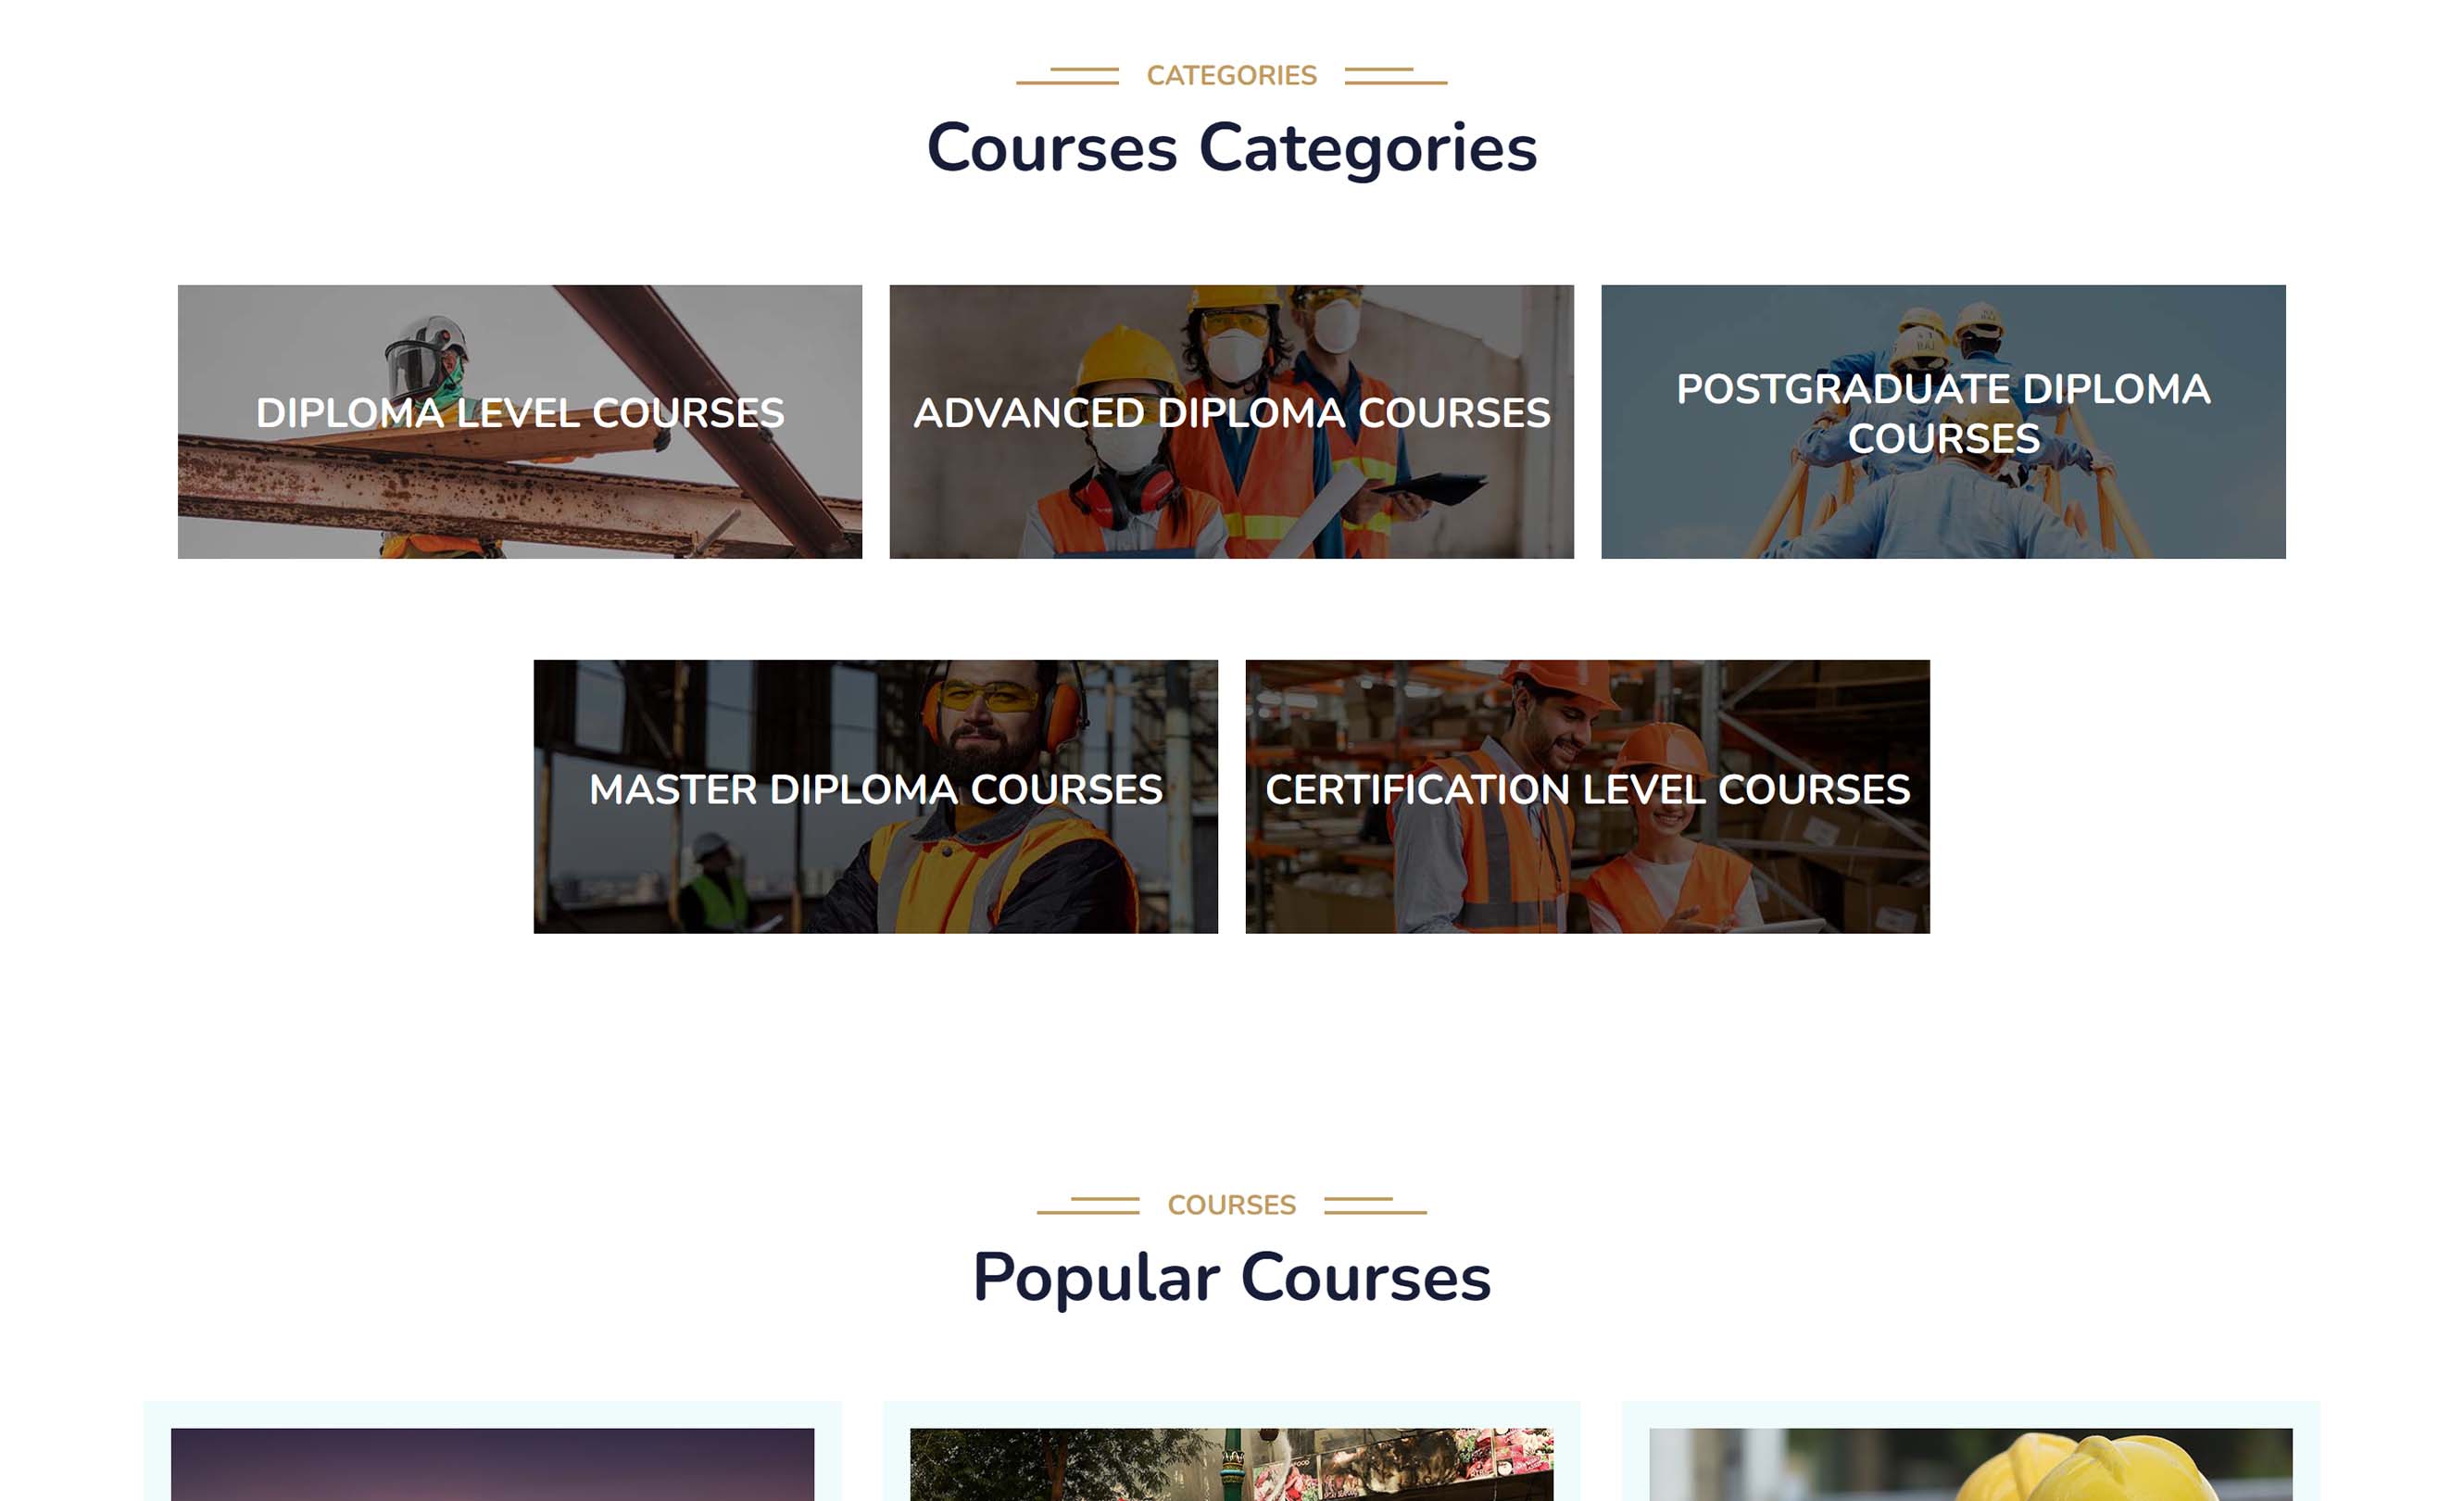 CATEGORIES
Courses Categories
DIPLOMA LEVEL COURSES
ADVANCED DIPLOMA COURSES
POSTGRADUATE DIPLOMA
COURSES
MASTER DIPLOMA COURSES
CERTIFICATION LEVEL COURSES
COURSES
Popular Courses